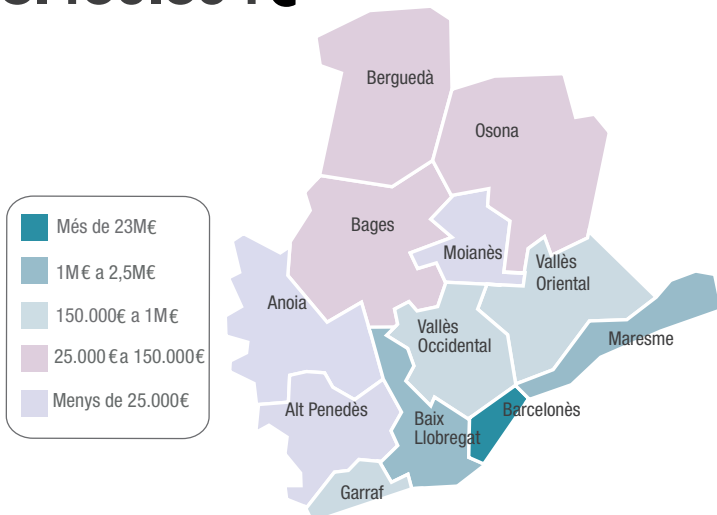 Berguedà
Osona
Bages
Moianès
Vallès
Oriental
Anoia
Vallès
Occidental
Maresme
Alt Penedès
Baix
Llobregat
Barcelonès
Garraf
Més de 23M€
1M€ a 2,5M€
150.000€ a 1M€
25.000 € a 150.000€
Menys de 25.000€